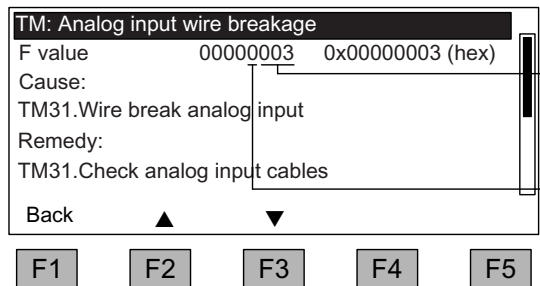 TM: Analog input wire breakage
F value 00000003 0x00000003 (hex)
Cause:
TM31.Wire break analog input
Remedy:
TM31.Check analog input cables
Back ▲ ▼
F1 F2 F3 F4 F5